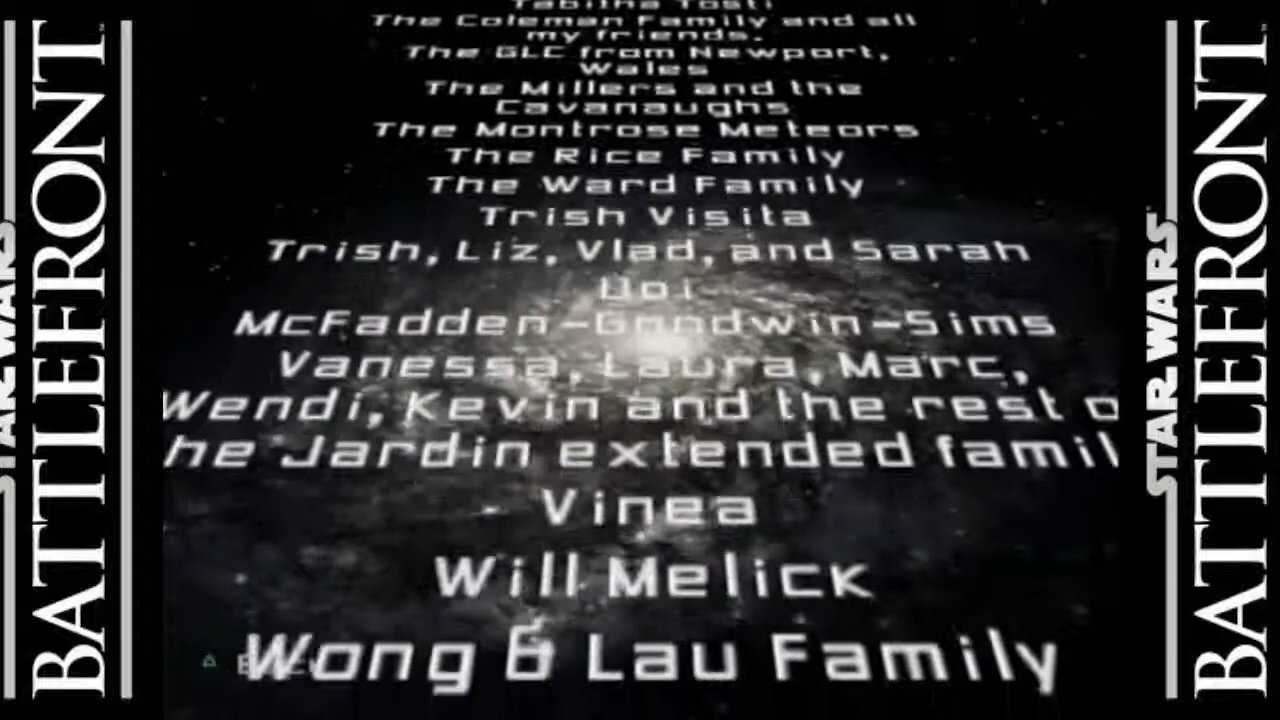 Tabitha Tosti
The Coleman Family and all
my friends.
The GLC from Newport,
Wales
The Millers and the
Cavanaughs
The Montrose Meteors
The Rice Family
The Ward Family
Trish Visita
Trish, Liz, Vlad, and Sarah
McFadden-Goodwin-Sims
Vanessa, Laura, Marc,
Wendi, Kevin and the rest o
he Jardin extended famil
Vinea
Will Melick
Wong & Lau Family
STAR WARS
BATTLEFRONT
STAR WARS
BATTLEFRONT